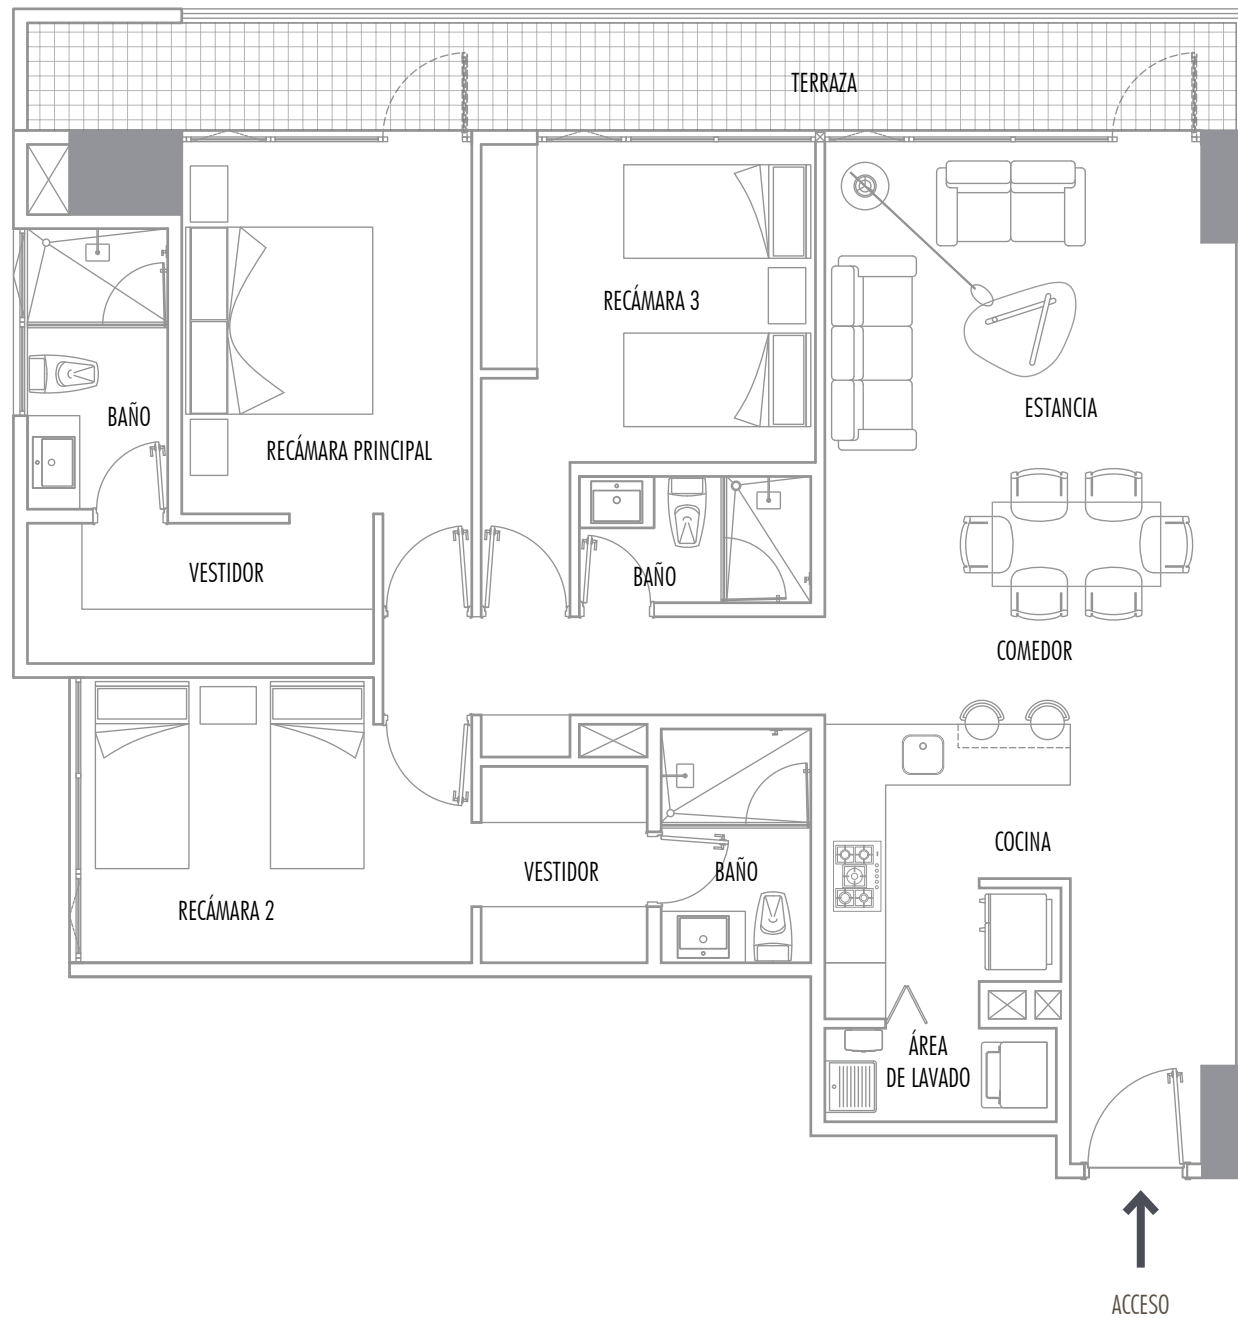 TERRAZA
RECÁMARA 3
ESTANCIA
BAÑO
RECÁMARA PRINCIPAL
VESTIDOR
BAÑO
COMEDOR
COCINA
VESTIDOR
BAÑO
RECÁMARA 2
ÁREA
DE LAVADO
ACCESO